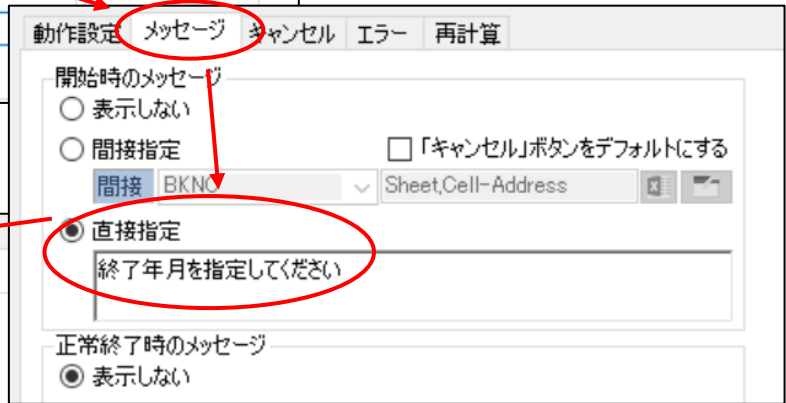 動作設定 メッセージ キャンセル エラー 再計算
開始時のメッセージ
表示しない
間接指定 「キャンセル」ボタンをデフォルトにする
間接 BKNO Sheet,Cell-Address
直接指定
終了年月を指定してください
正常終了時のメッセージ
表示しない